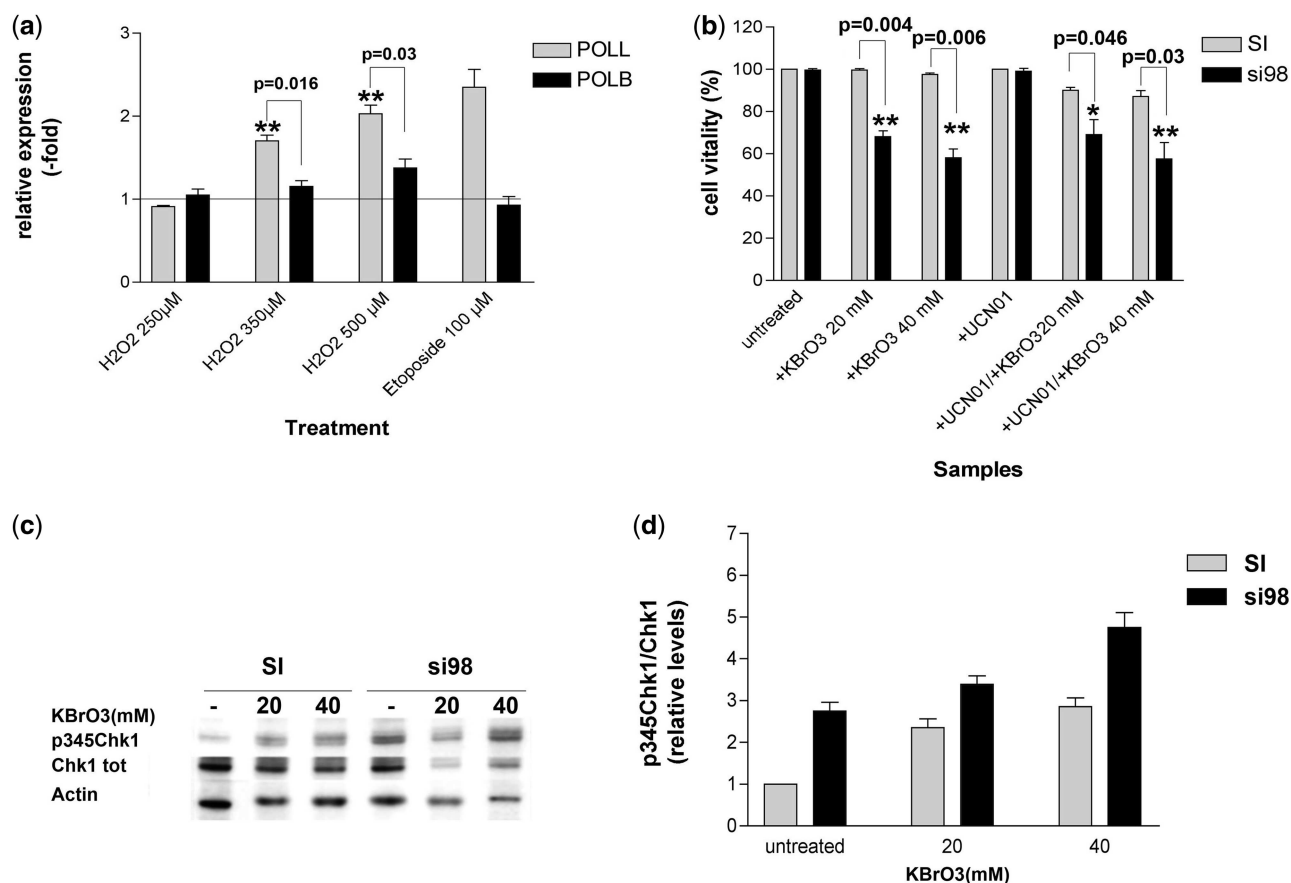 (a)
relative expression
(-fold)
3
2
1
0
p=0.016
p=0.03
**
**
POLL
POLB
H2O2 250µM
H2O2 350µM
H2O2 500 µM
Etoposide 100 µM
Treatment
(b)
cell vitality (%)
120
100
80
60
40
20
0
p=0.004
p=0.006
p=0.046
p=0.03
**
**
*
**
SI
si98
untreated
+KBrO3 20 mM
+KBrO3 40 mM
+UCN01
+UCN01/+KBrO3 20 mM
+UCN01/+KBrO3 40 mM
Samples
(c)
SI si98
KBrO3(mM) - 20 40 - 20 40
p345Chk1
Chk1 tot
Actin
(d)
p345Chk1/Chk1
(relative levels)
7
6
5
4
3
2
1
0
SI
si98
untreated 20 40
KBrO3(mM)